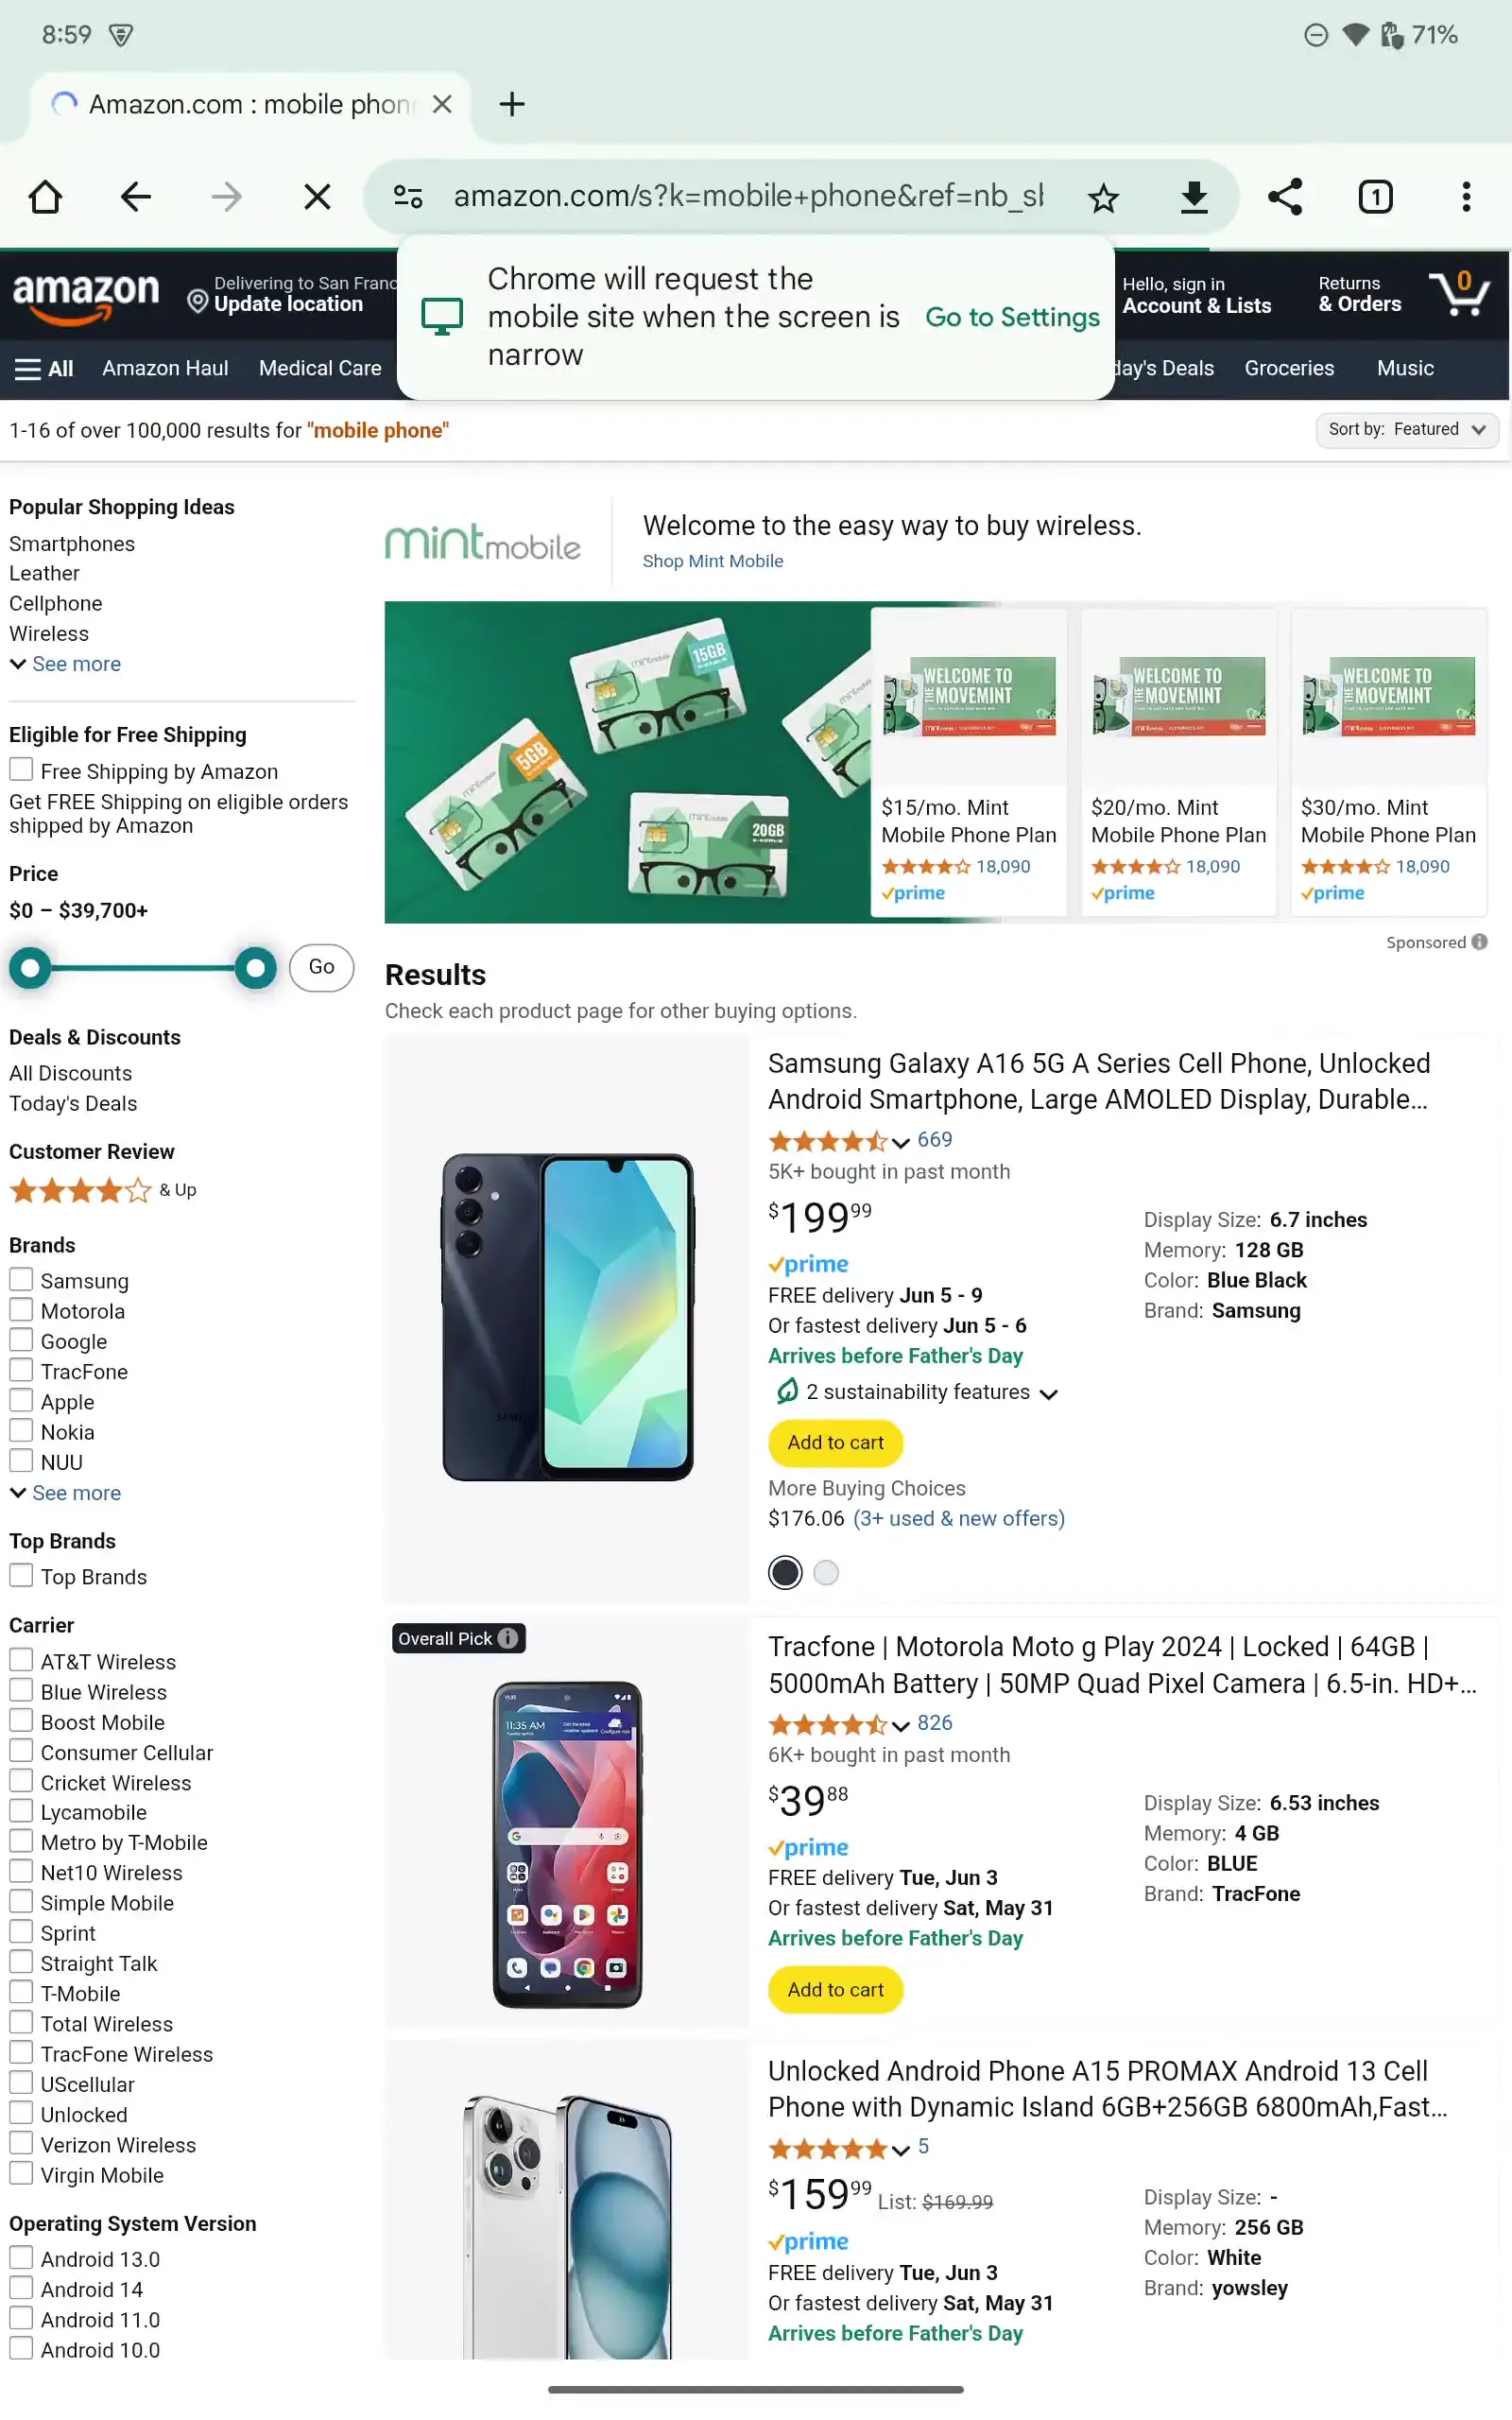 8:59
71%
Amazon.com : mobile phon
amazon.com/s?k=mobile+phone&ref=nb_sl
1
Chrome will request the
mobile site when the screen is
narrow
Go to Settings
amazon
Delivering to San Franc
Update location
Hello, sign in
Account & Lists
Returns
& Orders
0
All
Amazon Haul
Medical Care
day's Deals
Groceries
Music
1-16 of over 100,000 results for "mobile phone"
Sort by: Featured
Popular Shopping Ideas
Smartphones
Leather
Cellphone
Wireless
See more
Eligible for Free Shipping
Free Shipping by Amazon
Get FREE Shipping on eligible orders
shipped by Amazon
Price
$0 – $39,700+
Go
Deals & Discounts
All Discounts
Today's Deals
Customer Review
& Up
Brands
Samsung
Motorola
Google
TracFone
Apple
Nokia
NUU
See more
Top Brands
Top Brands
Carrier
AT&T Wireless
Blue Wireless
Boost Mobile
Consumer Cellular
Cricket Wireless
Lycamobile
Metro by T-Mobile
Net10 Wireless
Simple Mobile
Sprint
Straight Talk
T-Mobile
Total Wireless
TracFone Wireless
UScellular
Unlocked
Verizon Wireless
Virgin Mobile
Operating System Version
Android 13.0
Android 14
Android 11.0
Android 10.0
mint mobile
Welcome to the easy way to buy wireless.
Shop Mint Mobile
15GB
5GB
20GB
WELCOME TO
THE MOVEMINT
$15/mo. Mint
Mobile Phone Plan
18,090
prime
WELCOME TO
THE MOVEMINT
$20/mo. Mint
Mobile Phone Plan
18,090
prime
WELCOME TO
THE MOVEMINT
$30/mo. Mint
Mobile Phone Plan
18,090
prime
Sponsored
Results
Check each product page for other buying options.
Samsung Galaxy A16 5G A Series Cell Phone, Unlocked
Android Smartphone, Large AMOLED Display, Durable...
669
5K+ bought in past month
$199.99
prime
FREE delivery Jun 5 - 9
Or fastest delivery Jun 5 - 6
Arrives before Father's Day
2 sustainability features
Add to cart
More Buying Choices
$176.06 (3+ used & new offers)
Display Size: 6.7 inches
Memory: 128 GB
Color: Blue Black
Brand: Samsung
Overall Pick
11:35 AM
Tracfone | Motorola Moto g Play 2024 | Locked | 64GB |
5000mAh Battery | 50MP Quad Pixel Camera | 6.5-in. HD+...
826
6K+ bought in past month
$39.88
prime
FREE delivery Tue, Jun 3
Or fastest delivery Sat, May 31
Arrives before Father's Day
Add to cart
Display Size: 6.53 inches
Memory: 4 GB
Color: BLUE
Brand: TracFone
Unlocked Android Phone A15 PROMAX Android 13 Cell
Phone with Dynamic Island 6GB+256GB 6800mAh,Fast...
5
$159.99 List: $169.99
prime
FREE delivery Tue, Jun 3
Or fastest delivery Sat, May 31
Arrives before Father's Day
Display Size: -
Memory: 256 GB
Color: White
Brand: yowsley